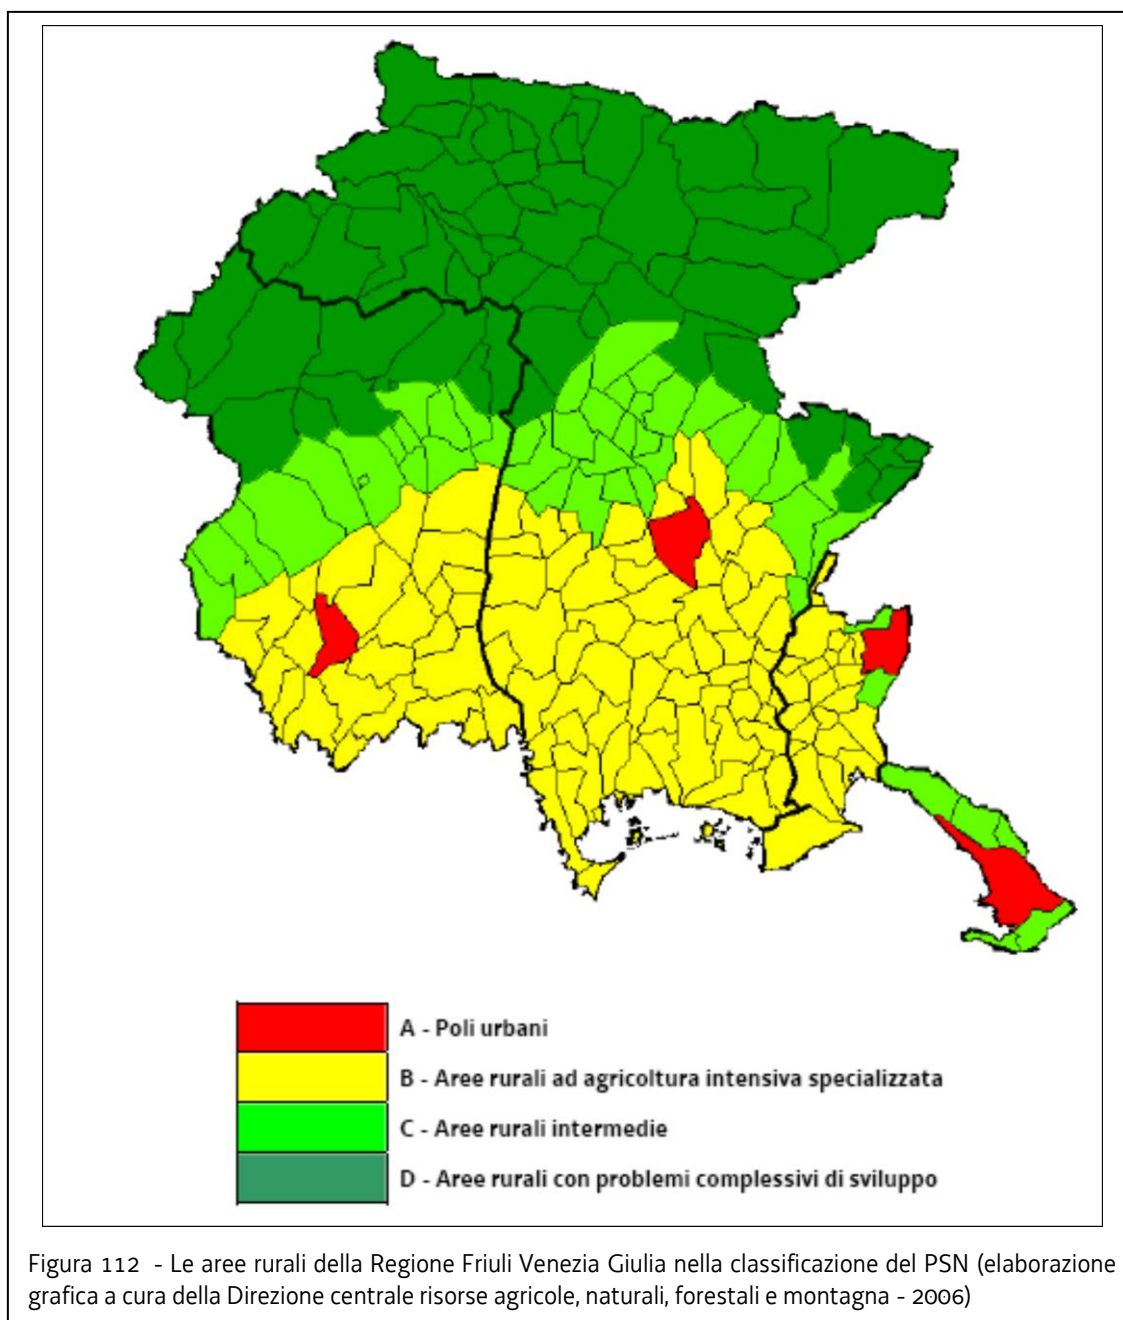 A - Poli urbani
B - Aree rurali ad agricoltura intensiva specializzata
C - Aree rurali intermedie
D - Aree rurali con problemi complessivi di sviluppo
Figura 112 - Le aree rurali della Regione Friuli Venezia Giulia nella classificazione del PSN (elaborazione
grafica a cura della Direzione centrale risorse agricole, naturali, forestali e montagna - 2006)